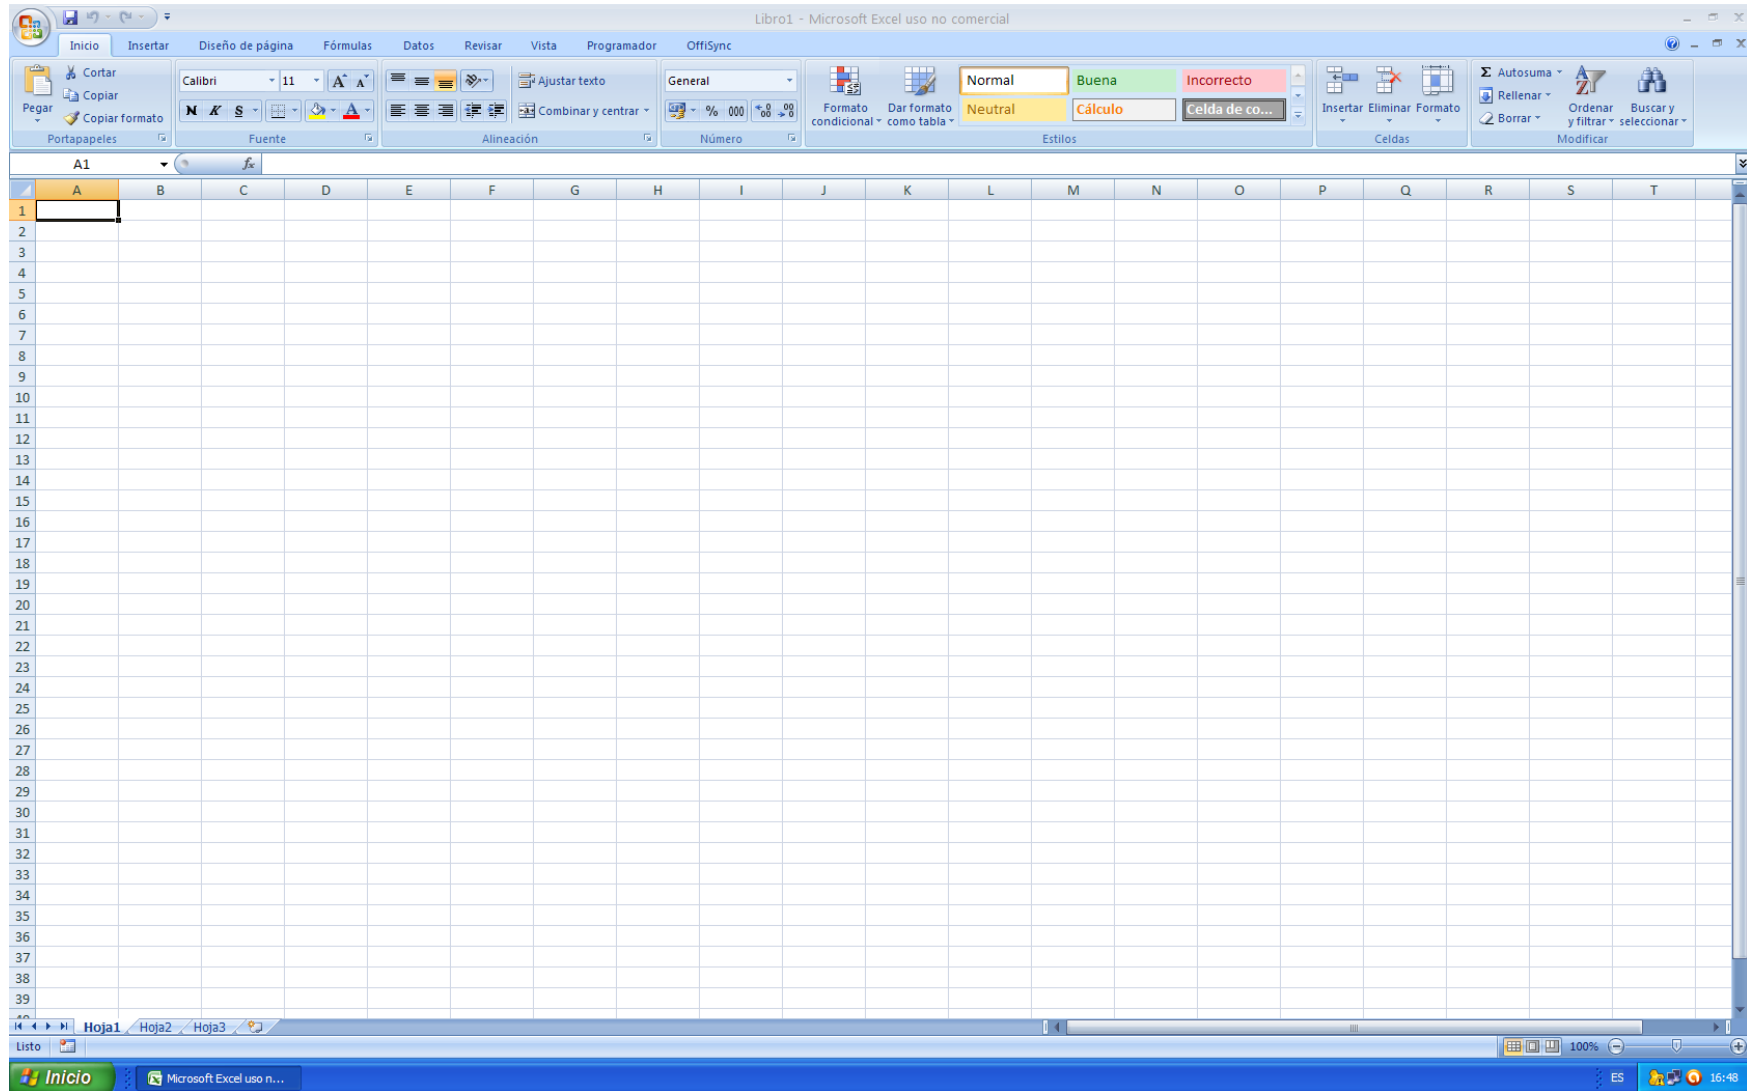 Libro1 - Microsoft Excel uso no comercial
Inicio Insertar Diseño de página Fórmulas Datos Revisar Vista Programador OffiSync
Pegar
Cortar
Copiar
Copiar formato
Portapapeles
Calibri 11
N K S A
Fuente
Ajustar texto
Combinar y centrar
Alineación
General
% 000
Número
Formato condicional
Dar formato como tabla
Normal Buena Incorrecto
Neutral Cálculo Celda de co...
Estilos
Insertar Eliminar Formato
Celdas
Σ Autosuma
Rellenar
Borrar
Ordenar y filtrar
Buscar y seleccionar
Modificar
A1 fx
A B C D E F G H I J K L M N O P Q R S T
1
2
3
4
5
6
7
8
9
10
11
12
13
14
15
16
17
18
19
20
21
22
23
24
25
26
27
28
29
30
31
32
33
34
35
36
37
38
39
Hoja1 Hoja2 Hoja3
Listo 100%
Inicio Microsoft Excel uso n... ES 16:48